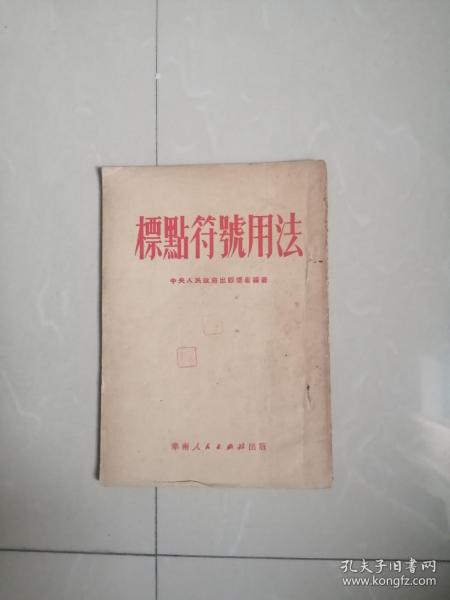 標點符號用法
中央人民政府出版總署編著
華南人民出版社出版
孔夫子旧书网
www.kongfz.com